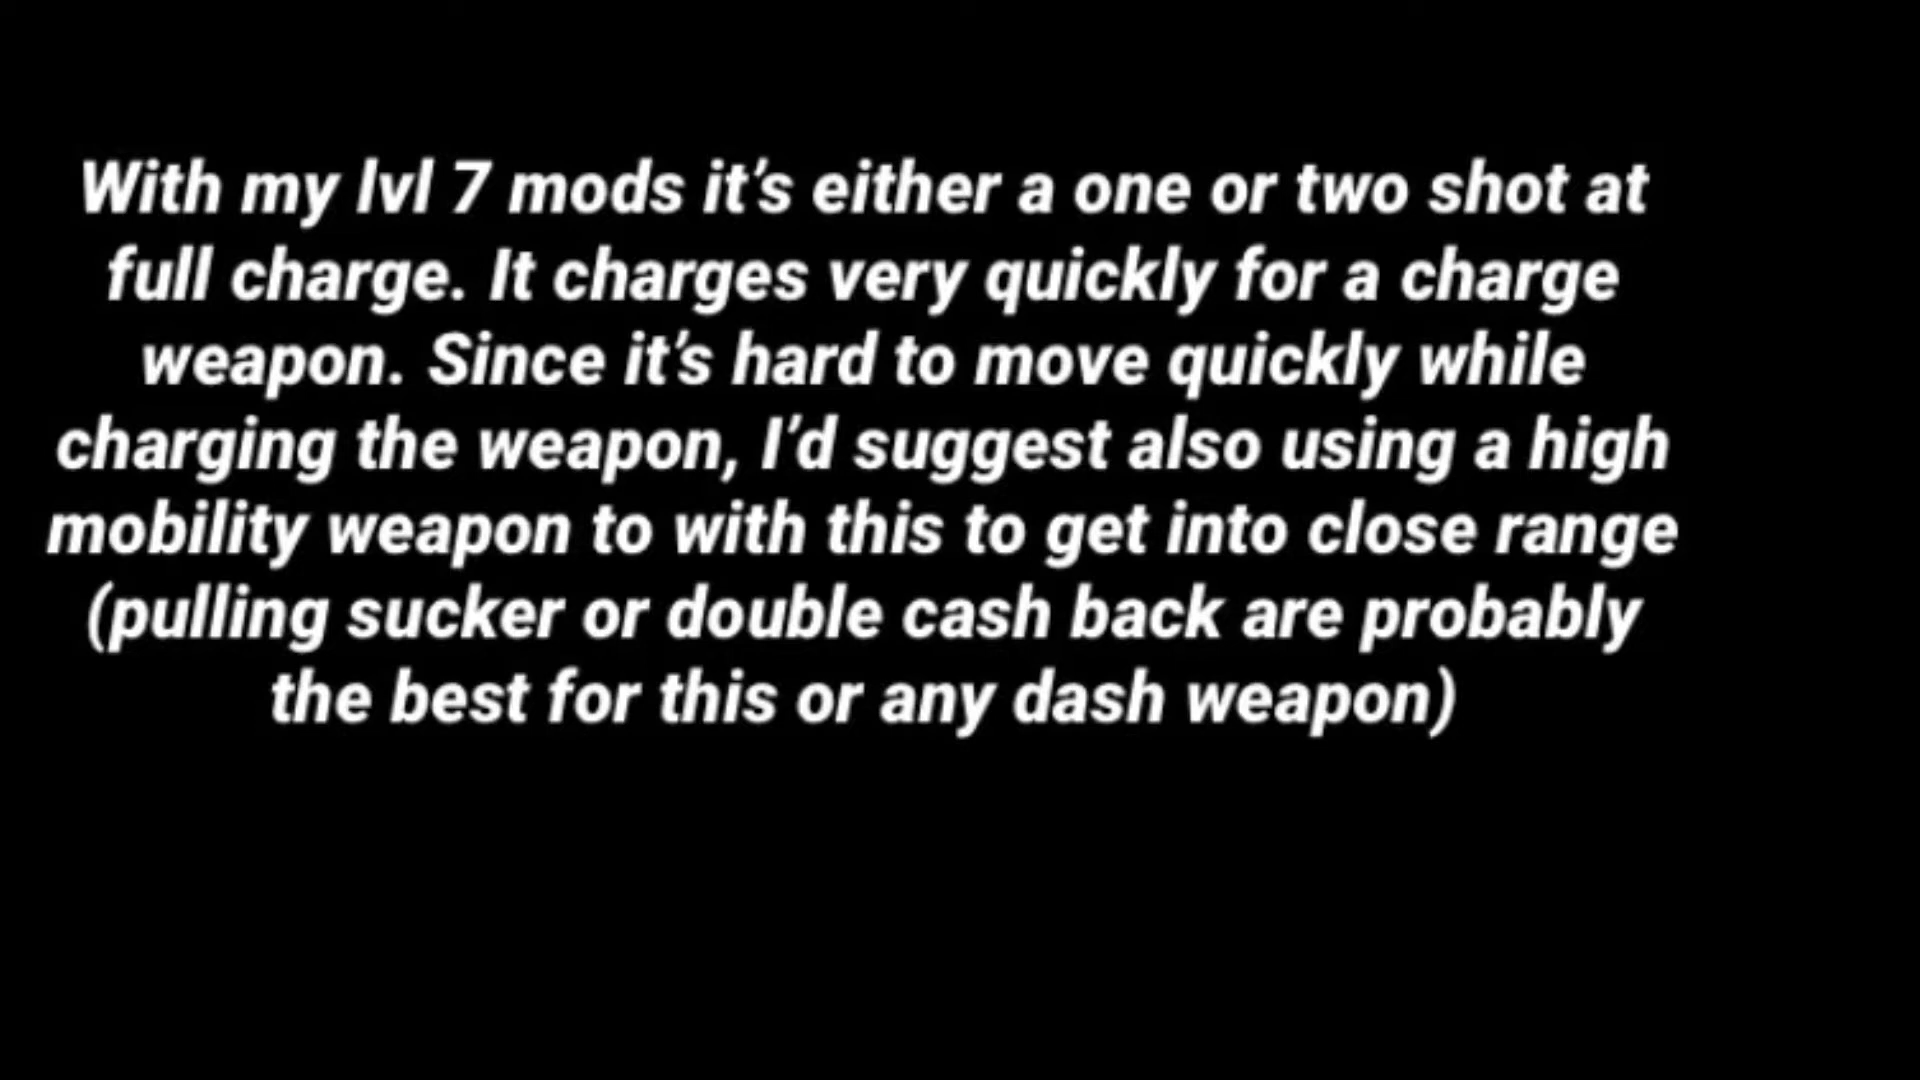 With my lvl 7 mods it’s either a one or two shot at
full charge. It charges very quickly for a charge
weapon. Since it’s hard to move quickly while
charging the weapon, I’d suggest also using a high
mobility weapon to with this to get into close range
(pulling sucker or double cash back are probably
the best for this or any dash weapon)